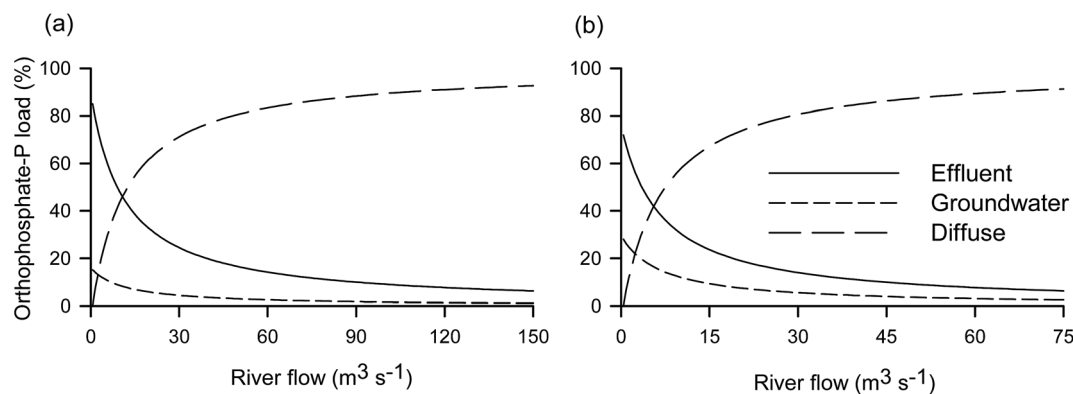 (a)
(b)
Orthophosphate-P load (%)
100
80
60
40
20
0
0 30 60 90 120 150
River flow (m³ s⁻¹)
100
80
60
40
20
0
0 15 30 45 60 75
River flow (m³ s⁻¹)
Effluent
Groundwater
Diffuse